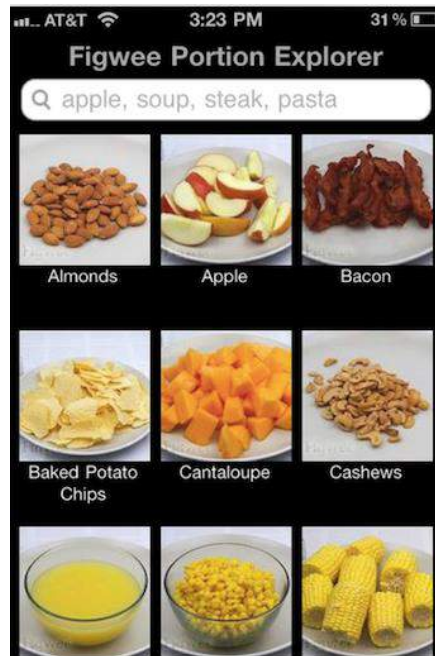 AT&T 3:23 PM 31%
Figwee Portion Explorer
apple, soup, steak, pasta
Almonds Apple Bacon
Baked Potato Chips Cantaloupe Cashews